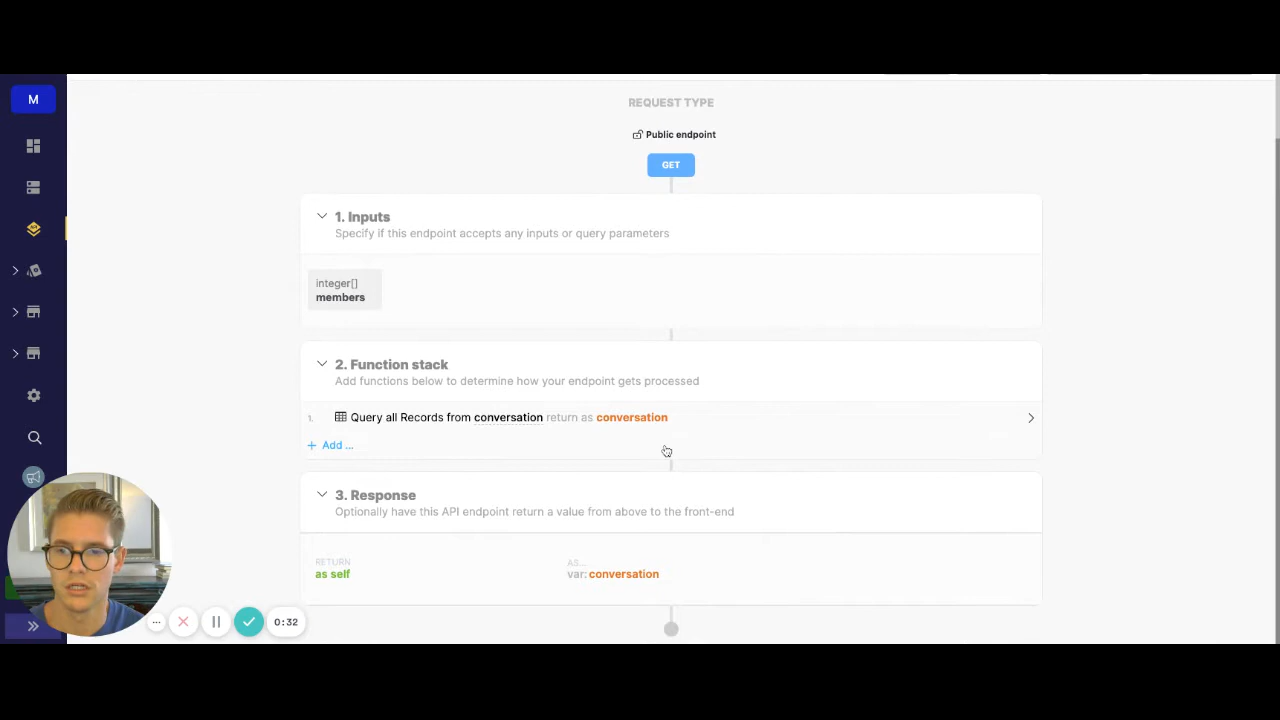 M
REQUEST TYPE
Public endpoint
GET
1. Inputs
Specify if this endpoint accepts any inputs or query parameters
integer[]
members
2. Function stack
Add functions below to determine how your endpoint gets processed
1. Query all Records from conversation return as conversation
+ Add ...
3. Response
Optionally have this API endpoint return a value from above to the front-end
RETURN AS...
as self var: conversation
0:32